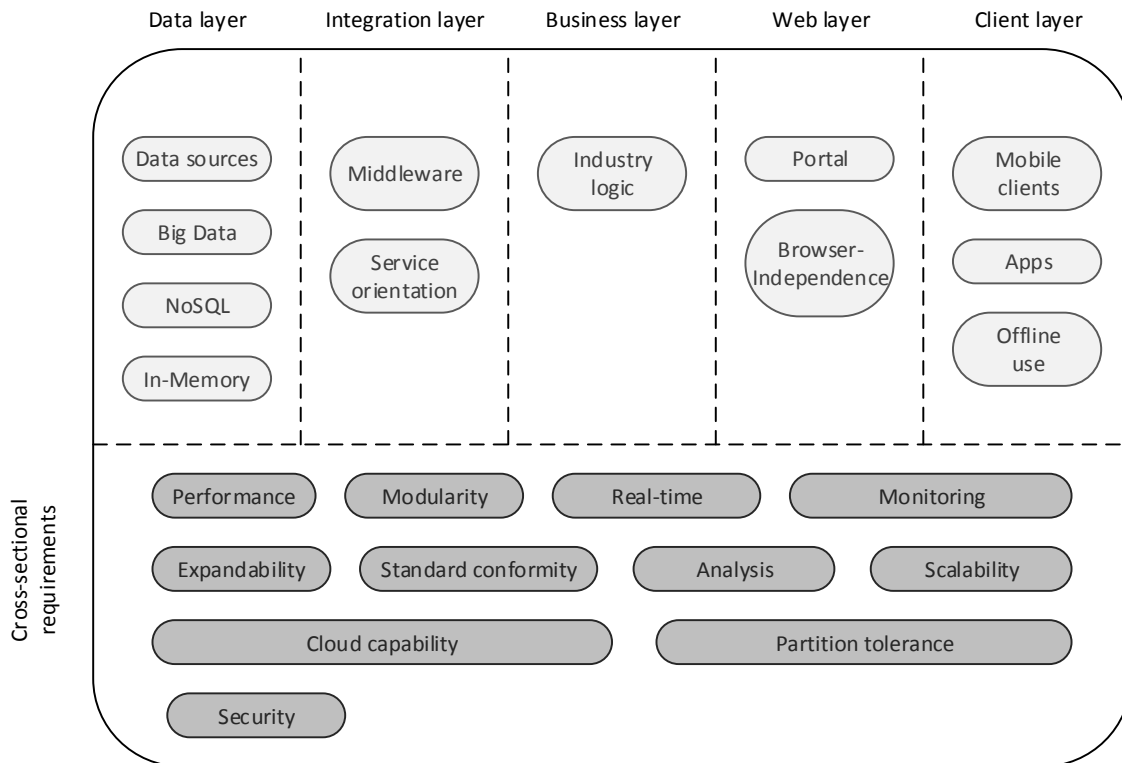 Data layer
Integration layer
Business layer
Web layer
Client layer
Data sources
Big Data
NoSQL
In-Memory
Middleware
Service
orientation
Industry
logic
Portal
Browser-
Independence
Mobile
clients
Apps
Offline
use
Cross-sectional
requirements
Performance
Modularity
Real-time
Monitoring
Expandability
Standard conformity
Analysis
Scalability
Cloud capability
Partition tolerance
Security